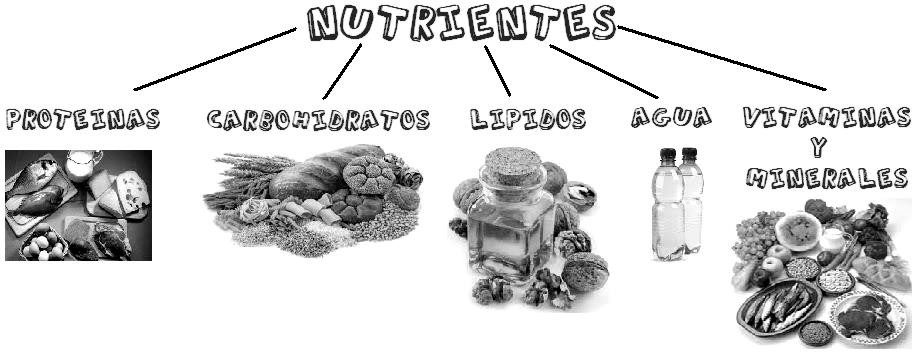 NUTRIENTES
PROTEINAS
CARBOHIDRATOS
LIPIDOS
AGUA
VITAMINAS
Y
MINERALES